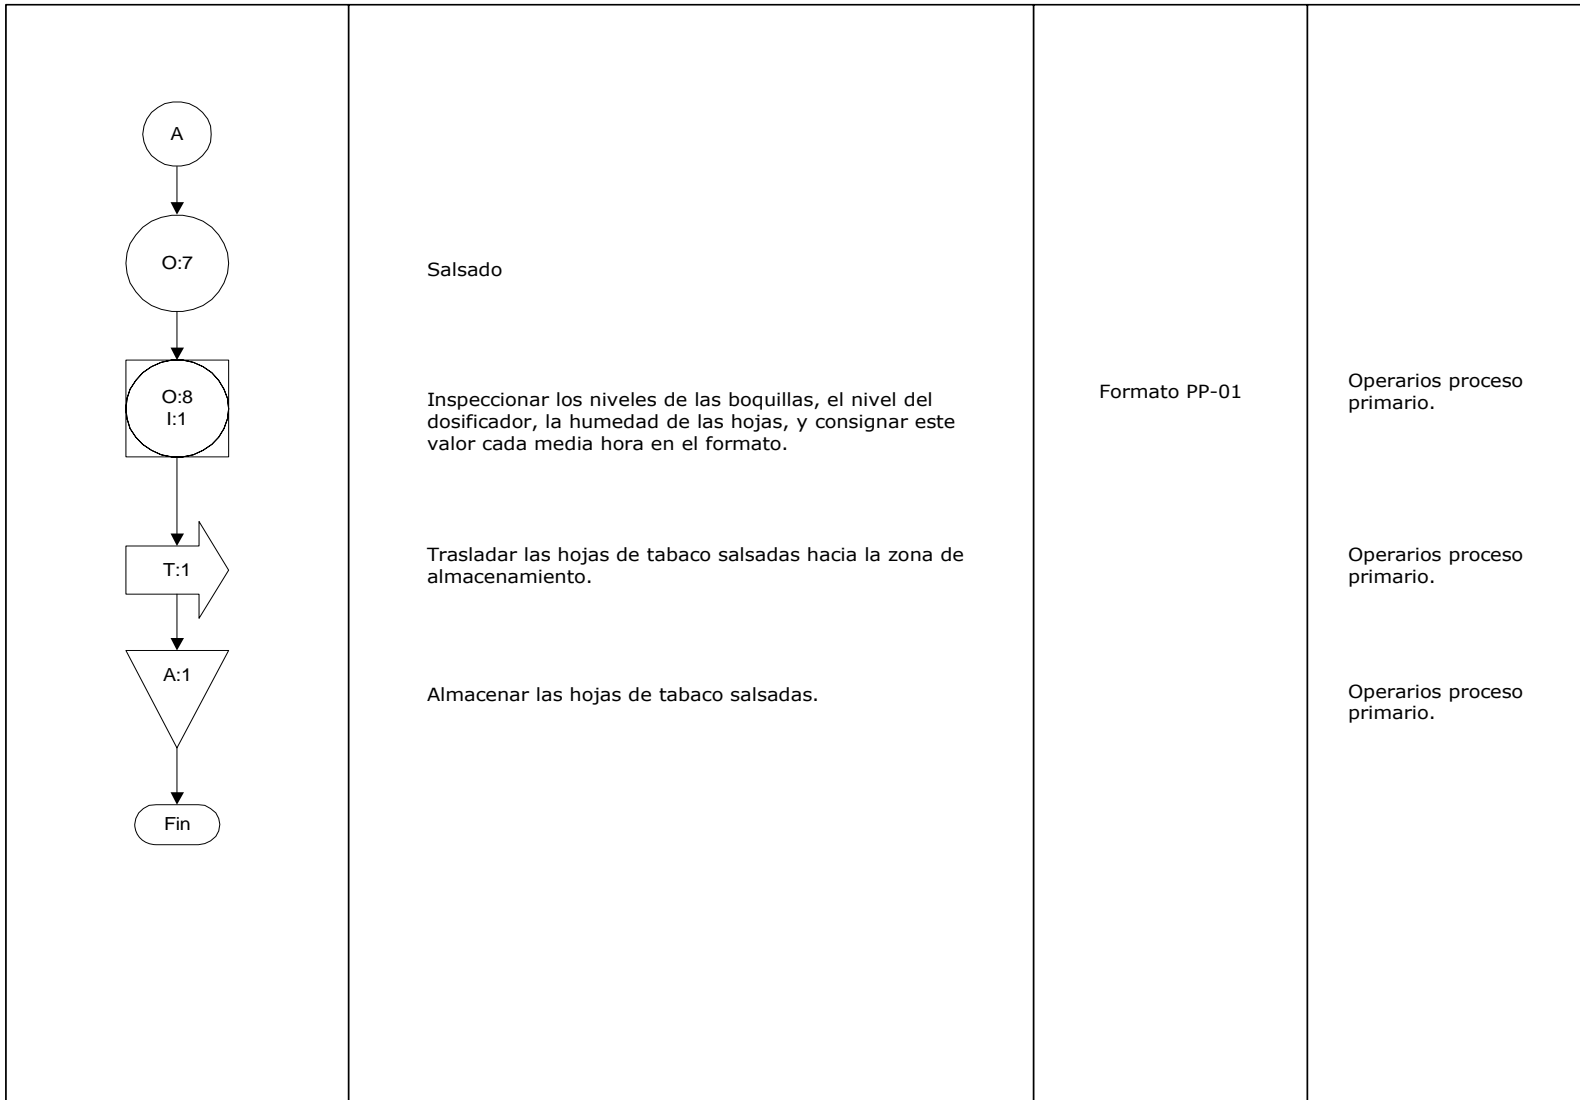 A
O:7
Salsado
O:8
I:1
Inspeccionar los niveles de las boquillas, el nivel del
dosificador, la humedad de las hojas, y consignar este
valor cada media hora en el formato.
Formato PP-01
Operarios proceso
primario.
T:1
Trasladar las hojas de tabaco salsadas hacia la zona de
almacenamiento.
Operarios proceso
primario.
A:1
Almacenar las hojas de tabaco salsadas.
Operarios proceso
primario.
Fin